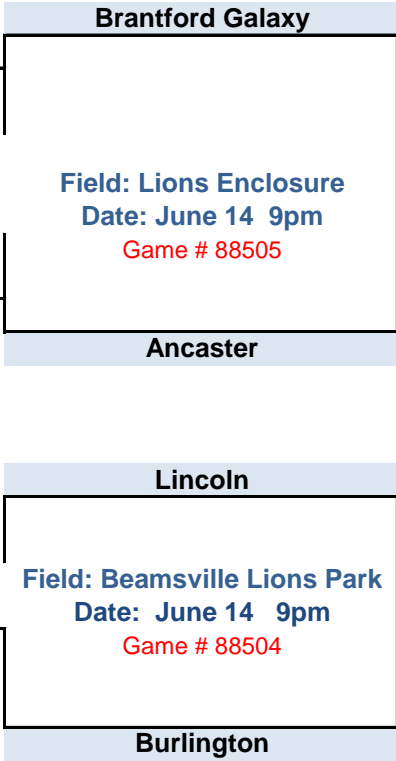 Brantford Galaxy
Field: Lions Enclosure
Date: June 14  9pm
Game # 88505
Ancaster
Lincoln
Field: Beamsville Lions Park
Date:  June 14   9pm
Game # 88504
Burlington